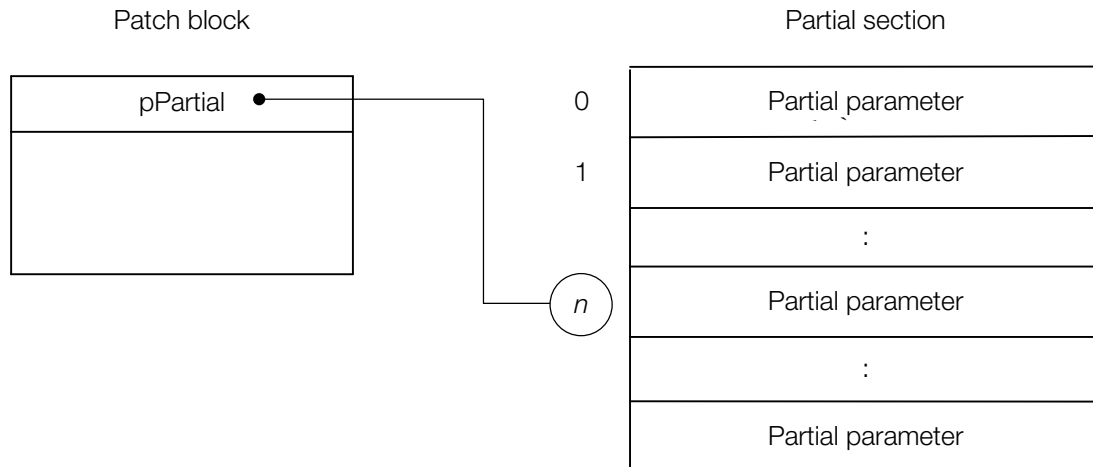 Patch block
Partial section
pPartial
0
Partial parameter
1
Partial parameter
:
n
Partial parameter
:
Partial parameter